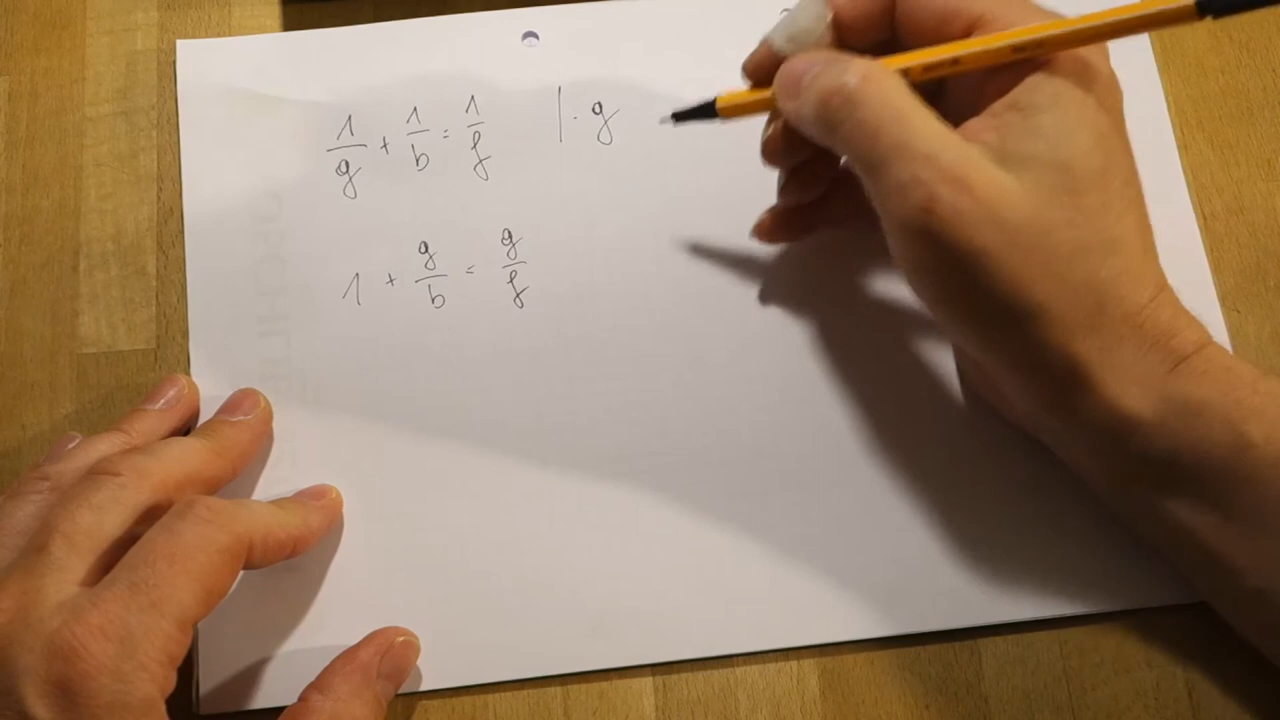 1/g + 1/b = 1/f | · g
1 + g/b = g/f